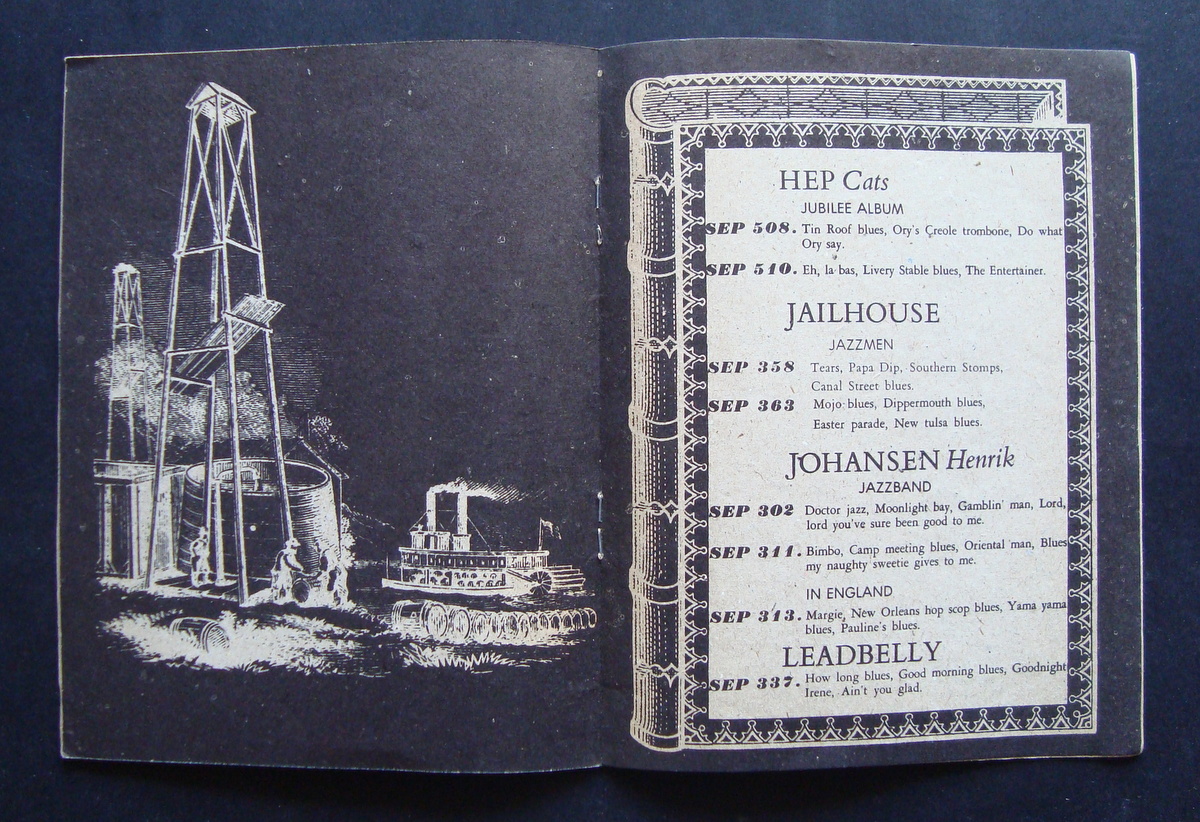 HEP Cats
JUBILEE ALBUM
SEP 508. Tin Roof blues, Ory's Creole trombone, Do what
Ory say.
SEP 510. Eh, la bas, Livery Stable blues, The Entertainer.
JAILHOUSE
JAZZMEN
SEP 358 Tears, Papa Dip, Southern Stomps,
Canal Street blues.
SEP 363 Mojo blues, Dippermouth blues,
Easter parade, New tulsa blues.
JOHANSEN Henrik
JAZZBAND
SEP 302 Doctor jazz, Moonlight bay, Gamblin' man, Lord,
lord you've sure been good to me.
SEP 311. Bimbo, Camp meeting blues, Oriental man, Blues
my naughty sweetie gives to me.
IN ENGLAND
SEP 313. Margie, New Orleans hop scop blues, Yama yama
blues, Pauline's blues.
LEADBELLY
SEP 337. How long blues, Good morning blues, Goodnight
Irene, Ain't you glad.